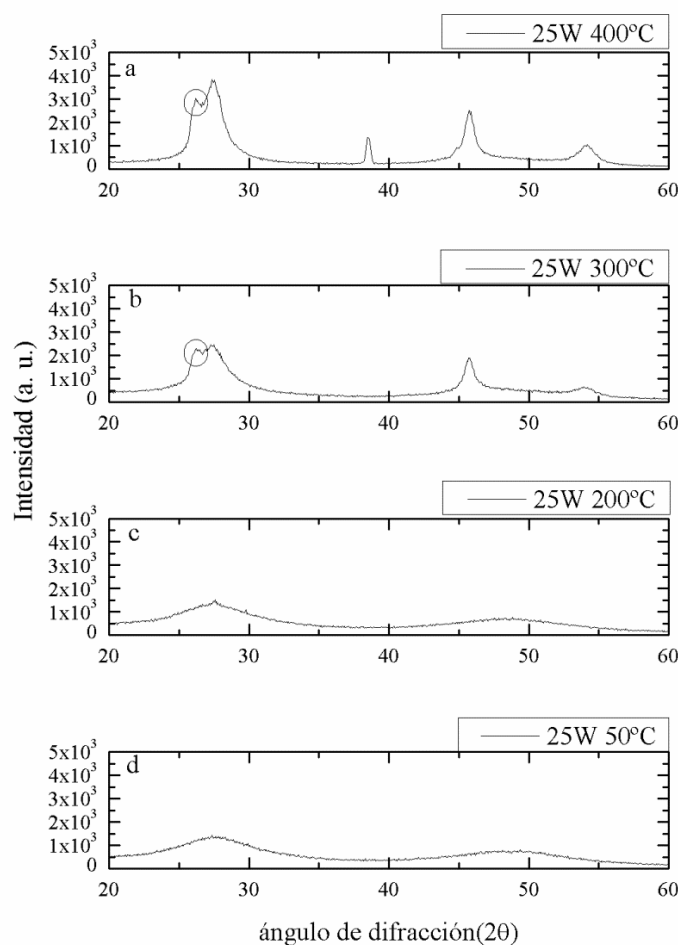 25W 400ºC
a
5x10³
4x10³
3x10³
2x10³
1x10³
0
20 30 40 50 60
25W 300ºC
b
5x10³
4x10³
3x10³
2x10³
1x10³
0
20 30 40 50 60
Intensidad (a. u.)
25W 200ºC
c
5x10³
4x10³
3x10³
2x10³
1x10³
0
20 30 40 50 60
25W 50ºC
d
5x10³
4x10³
3x10³
2x10³
1x10³
0
20 30 40 50 60
ángulo de difracción(2θ)